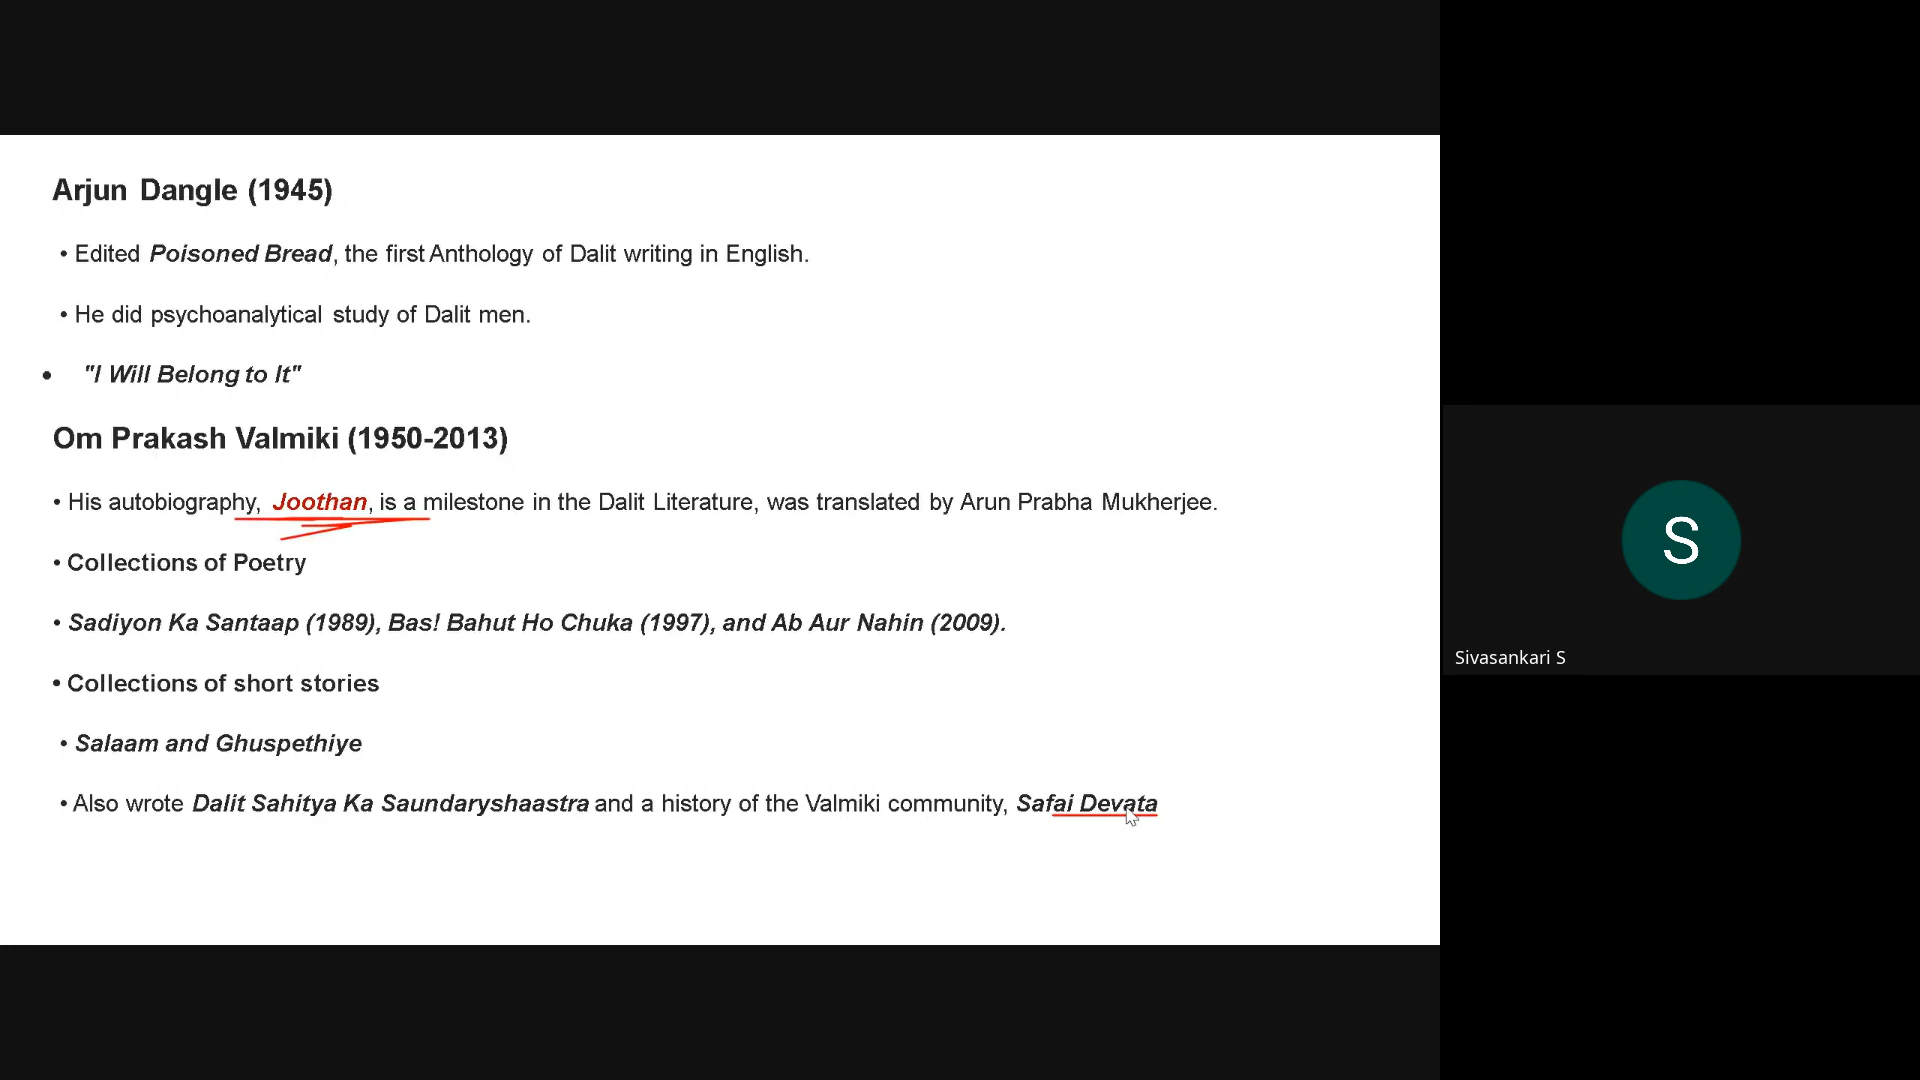 Arjun Dangle (1945)
• Edited Poisoned Bread, the first Anthology of Dalit writing in English.
• He did psychoanalytical study of Dalit men.
• "I Will Belong to It"
Om Prakash Valmiki (1950-2013)
• His autobiography, Joothan, is a milestone in the Dalit Literature, was translated by Arun Prabha Mukherjee.
• Collections of Poetry
• Sadiyon Ka Santaap (1989), Bas! Bahut Ho Chuka (1997), and Ab Aur Nahin (2009).
• Collections of short stories
• Salaam and Ghuspethiye
• Also wrote Dalit Sahitya Ka Saundaryshaastra and a history of the Valmiki community, Safai Devata
S
Sivasankari S